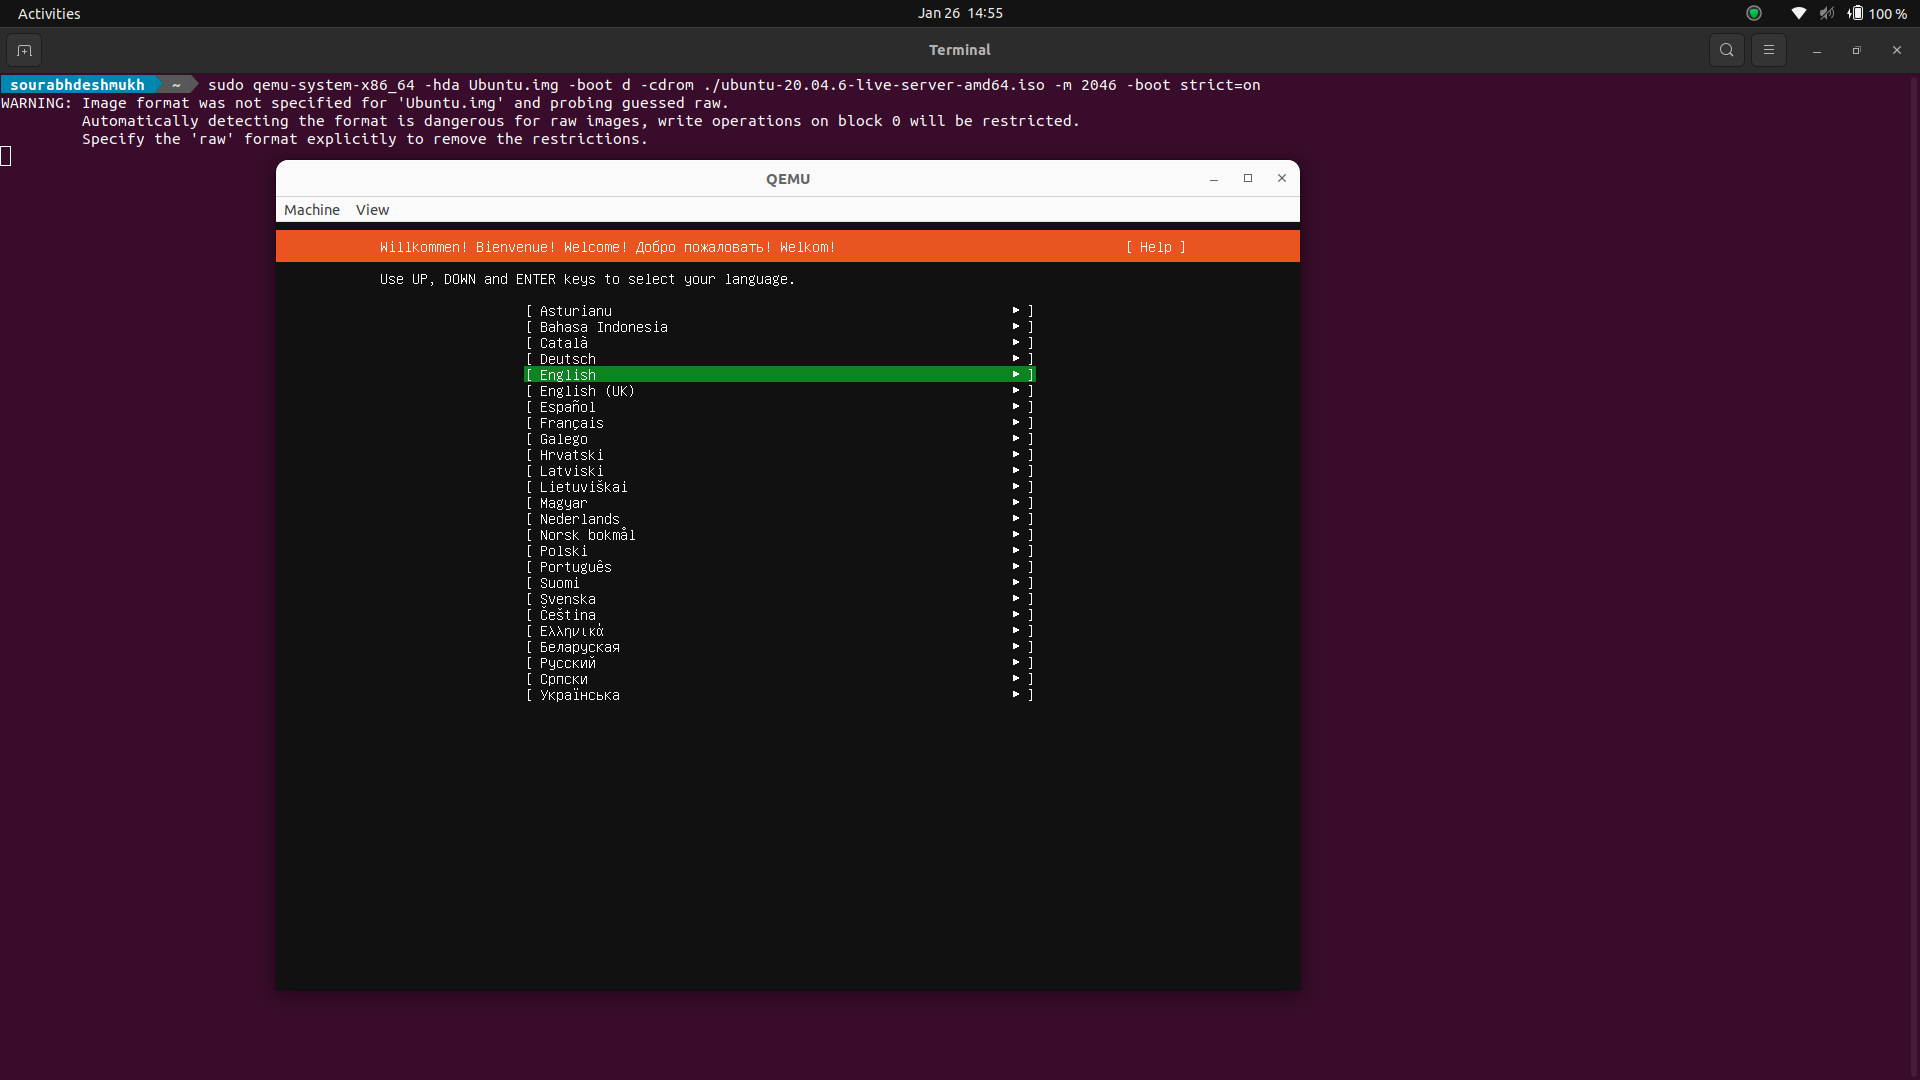 Activities
Jan 26 14:55
100 %
Terminal
sourabhdeshmukh ~ sudo qemu-system-x86_64 -hda Ubuntu.img -boot d -cdrom ./ubuntu-20.04.6-live-server-amd64.iso -m 2046 -boot strict=on
WARNING: Image format was not specified for 'Ubuntu.img' and probing guessed raw.
Automatically detecting the format is dangerous for raw images, write operations on block 0 will be restricted.
Specify the 'raw' format explicitly to remove the restrictions.
QEMU
Machine View
Willkommen! Bienvenue! Welcome! Добро пожаловать! Welkom! [ Help ]
Use UP, DOWN and ENTER keys to select your language.
[ Asturianu ▸ ]
[ Bahasa Indonesia ▸ ]
[ Català ▸ ]
[ Deutsch ▸ ]
[ English ▸ ]
[ English (UK) ▸ ]
[ Español ▸ ]
[ Français ▸ ]
[ Galego ▸ ]
[ Hrvatski ▸ ]
[ Latviski ▸ ]
[ Lietuviškai ▸ ]
[ Magyar ▸ ]
[ Nederlands ▸ ]
[ Norsk bokmål ▸ ]
[ Polski ▸ ]
[ Português ▸ ]
[ Suomi ▸ ]
[ Svenska ▸ ]
[ Čeština ▸ ]
[ Ελληνικά ▸ ]
[ Беларуская ▸ ]
[ Русский ▸ ]
[ Српски ▸ ]
[ Українська ▸ ]